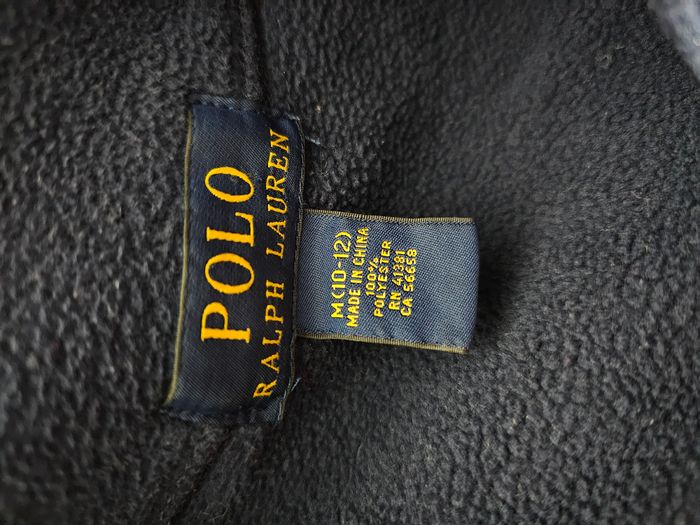 POLO
RALPH LAUREN
M(10-12)
MADE IN CHINA
100%
POLYESTER
RN 41381
CA 56658